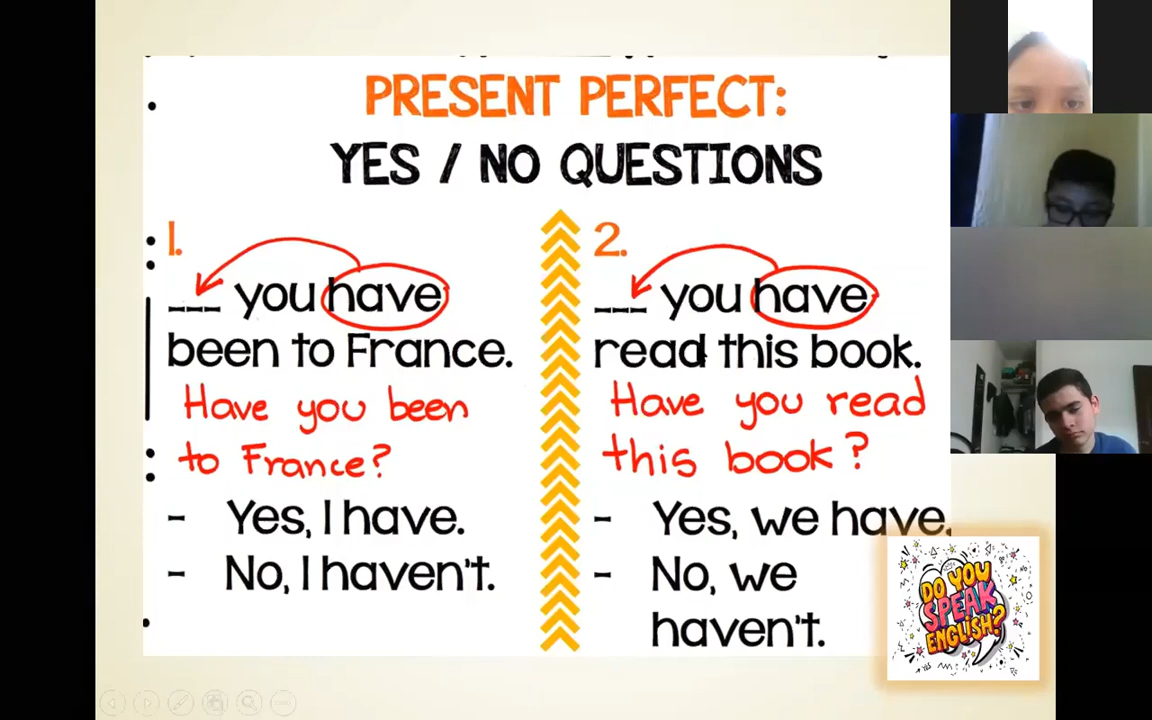 PRESENT PERFECT:
YES / NO QUESTIONS
1.
___ you have
been to France.
Have you been
to France?
- Yes, I have.
- No, I haven't.
2.
___ you have
read this book.
Have you read
this book?
- Yes, we have.
- No, we
haven't.
DO YOU
SPEAK
ENGLISH?